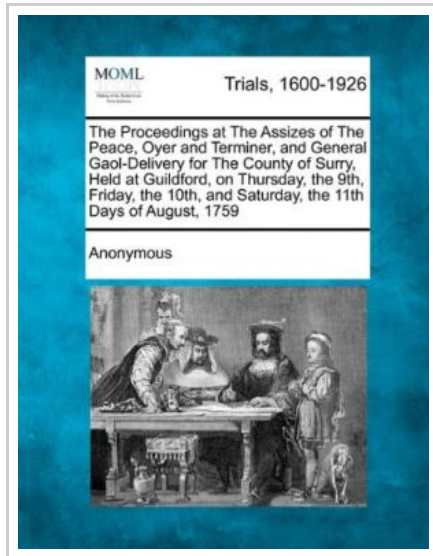 MOML
Trials, 1600-1926
The Proceedings at The Assizes of The
Peace, Oyer and Terminer, and General
Gaol-Delivery for The County of Surry,
Held at Guildford, on Thursday, the 9th,
Friday, the 10th, and Saturday, the 11th
Days of August, 1759
Anonymous